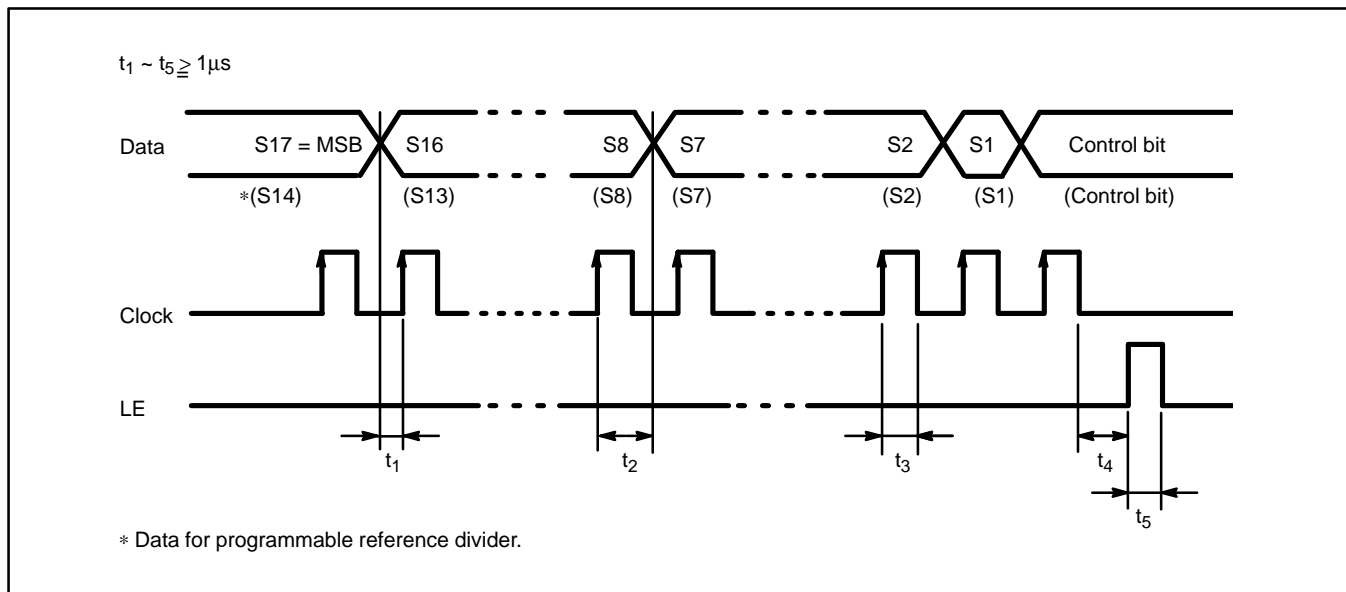 t1 ~ t5 ≧ 1μs
Data
S17 = MSB S16 S8 S7 S2 S1 Control bit
*(S14) (S13) (S8) (S7) (S2) (S1) (Control bit)
Clock
LE
t1 t2 t3 t4
t5
* Data for programmable reference divider.